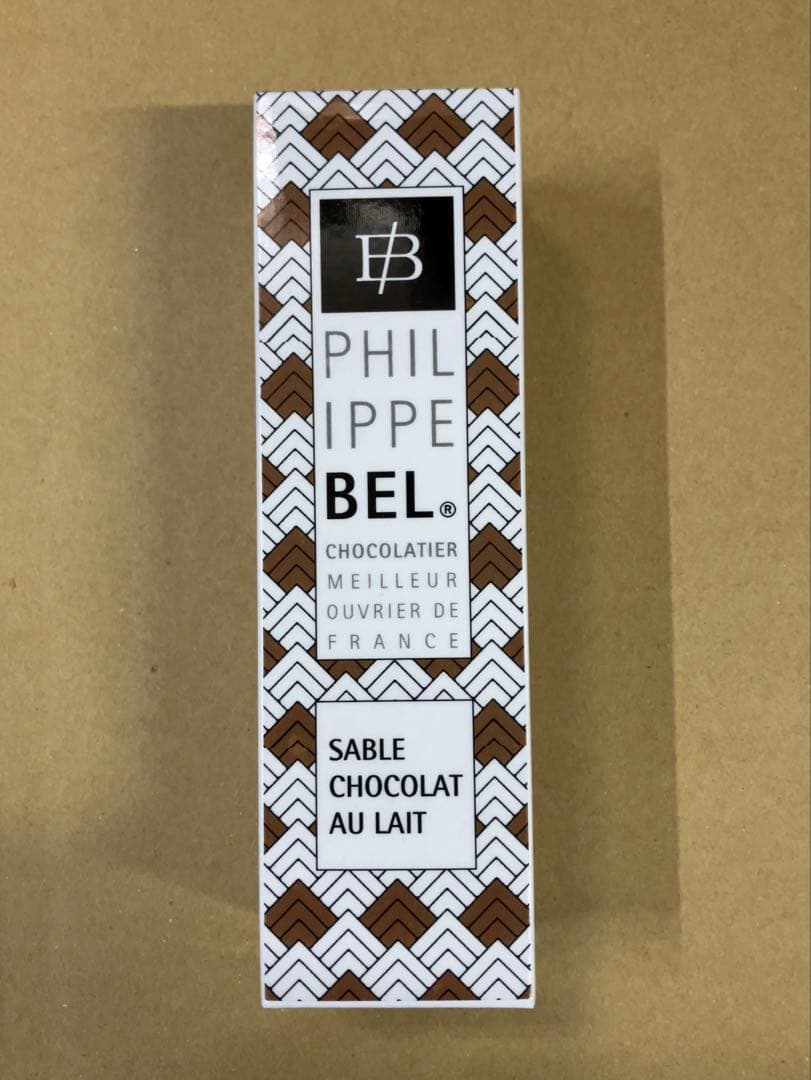 PB
PHIL
IPPE
BEL®
CHOCOLATIER
MEILLEUR
OUVRIER DE
FRANCE
SABLE
CHOCOLAT
AU LAIT